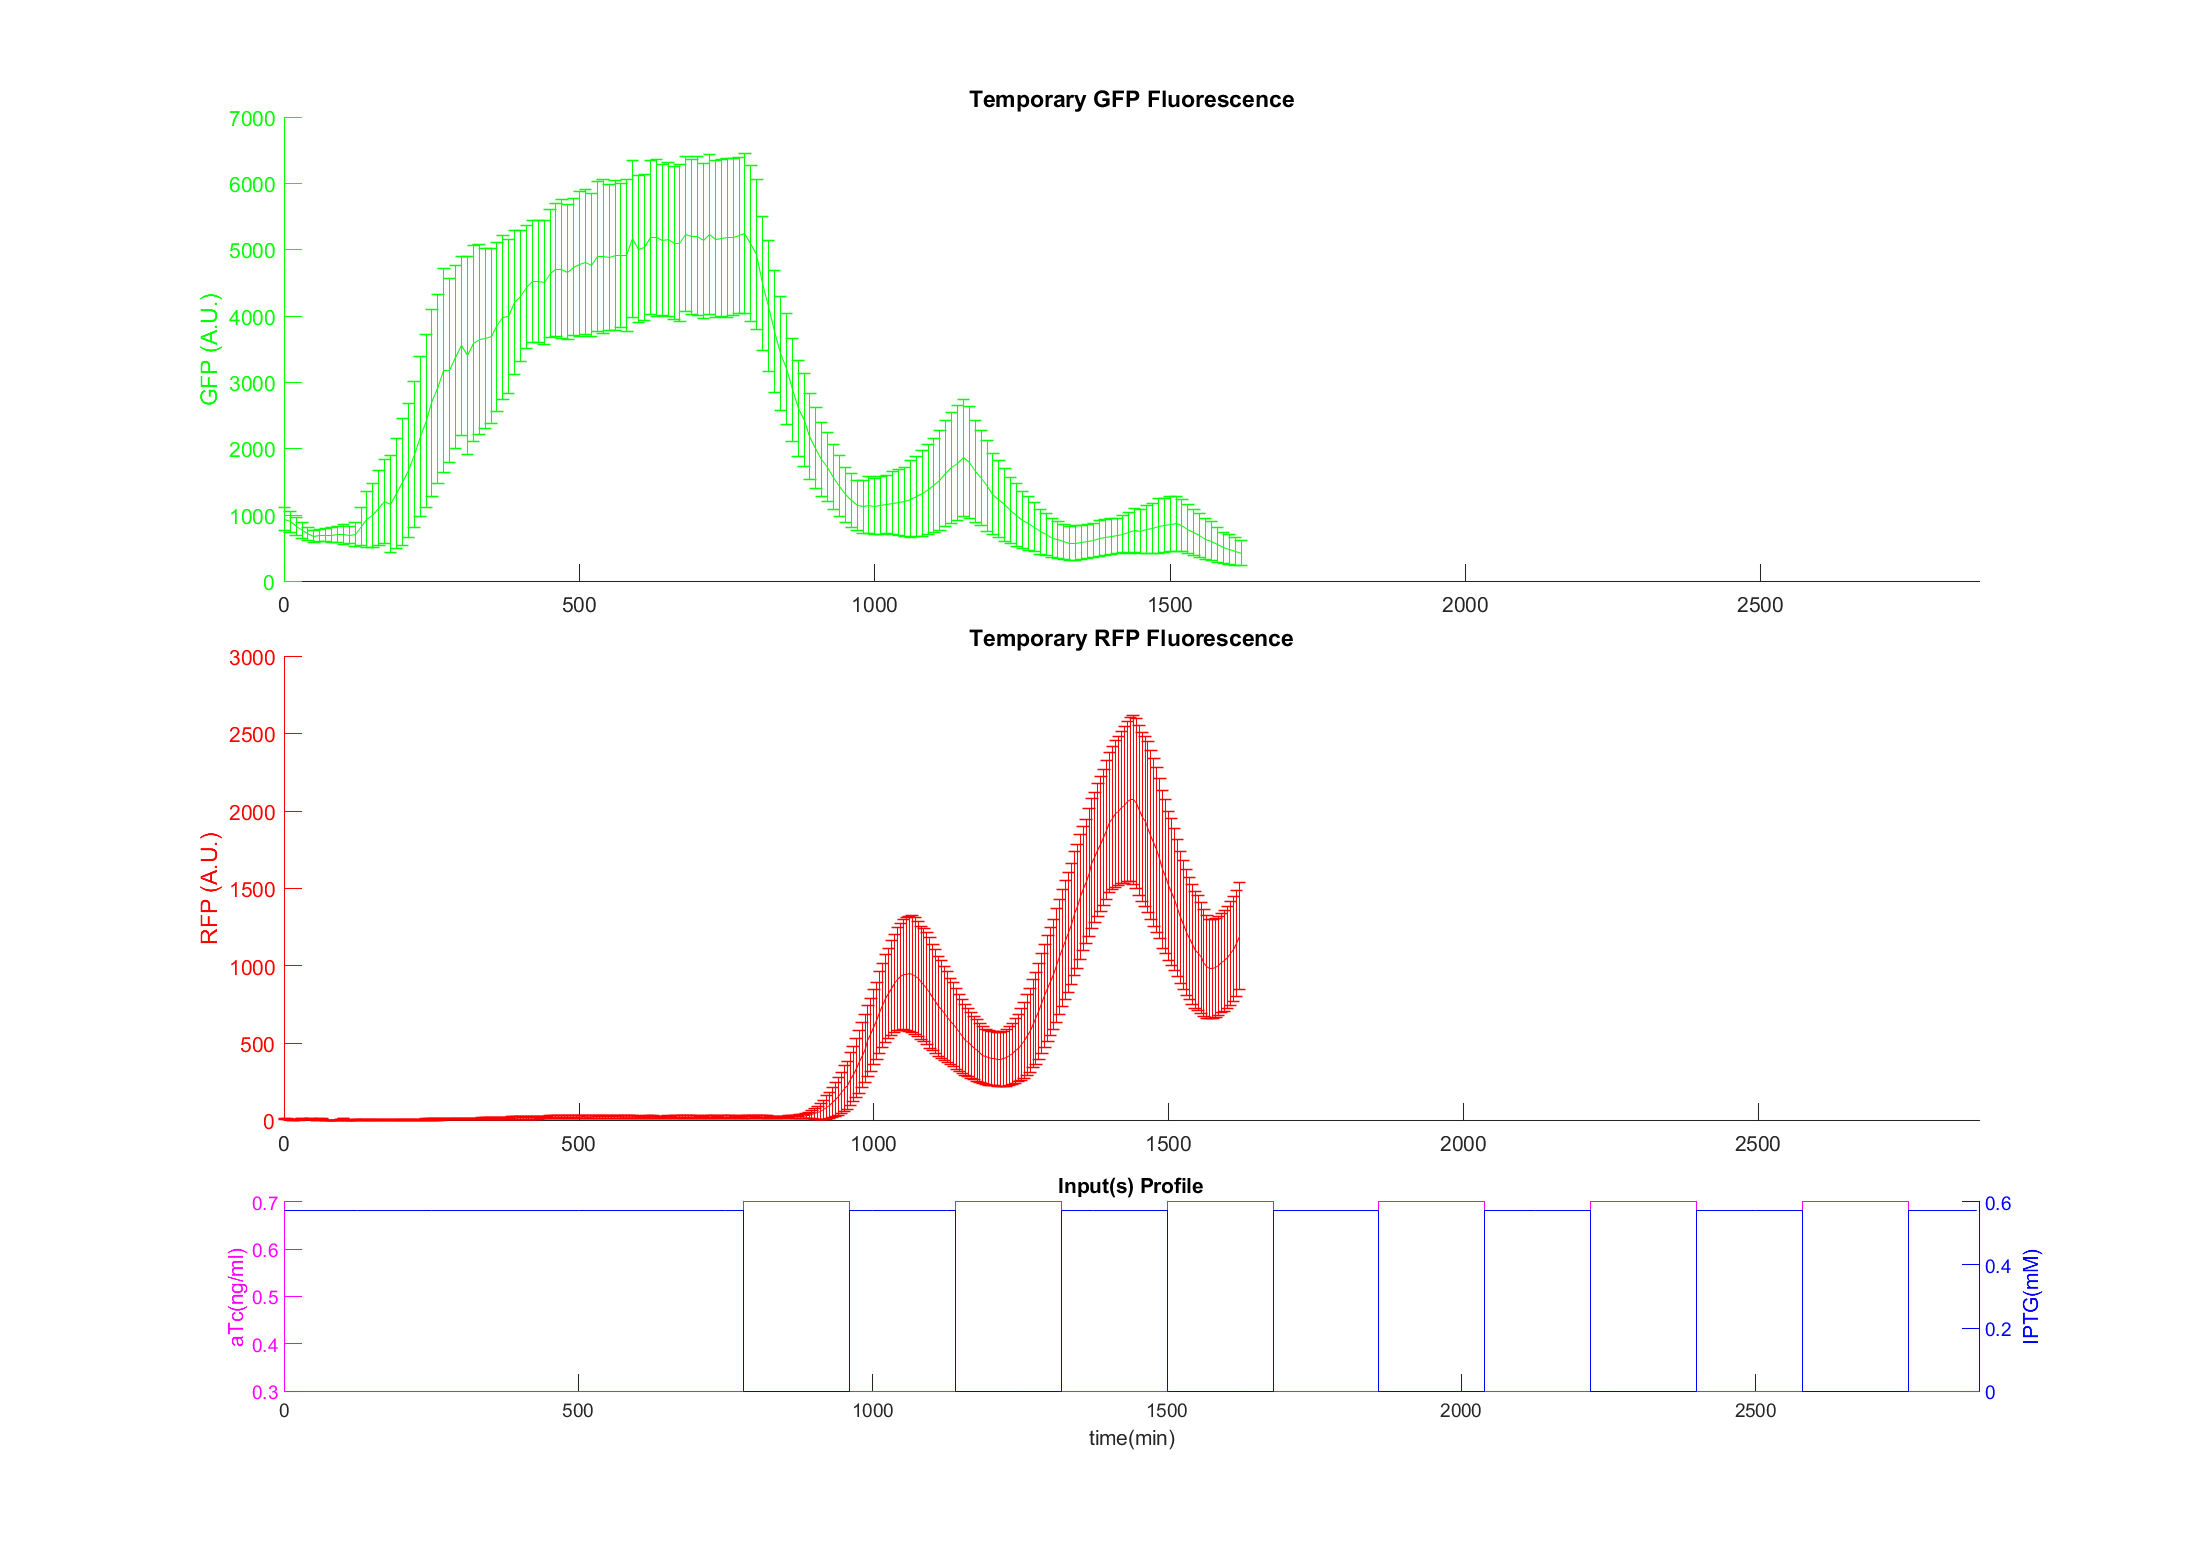 Temporary GFP Fluorescence
7000
6000
5000
4000
3000
2000
1000
0
GFP (A.U.)
0 500 1000 1500 2000 2500
Temporary RFP Fluorescence
3000
2500
2000
1500
1000
500
0
RFP (A.U.)
0 500 1000 1500 2000 2500
Input(s) Profile
0.7
0.6
0.5
0.4
0.3
aTc(ng/ml)
0.6
0.4
0.2
0
IPTG(mM)
0 500 1000 1500 2000 2500
time(min)